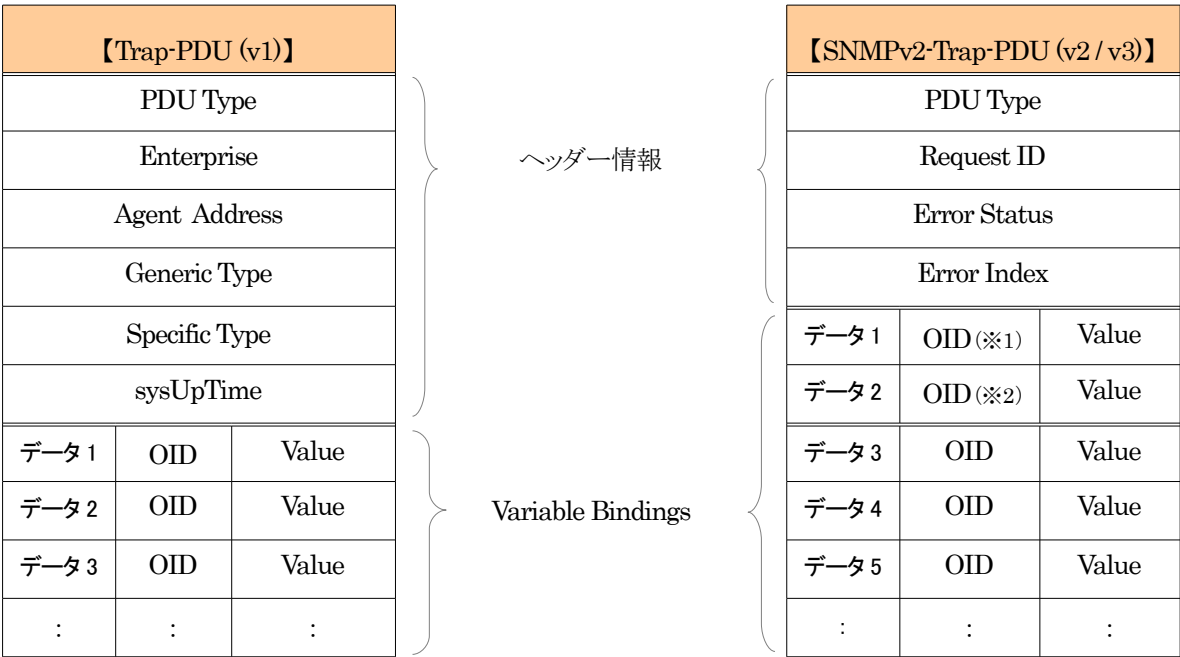 【Trap-PDU (v1)】
PDU Type
Enterprise
Agent Address
Generic Type
Specific Type
sysUpTime
データ1 OID Value
データ2 OID Value
データ3 OID Value
: : :
ヘッダー情報
Variable Bindings
【SNMPv2-Trap-PDU (v2 / v3)】
PDU Type
Request ID
Error Status
Error Index
データ1 OID(※1) Value
データ2 OID(※2) Value
データ3 OID Value
データ4 OID Value
データ5 OID Value
: : :